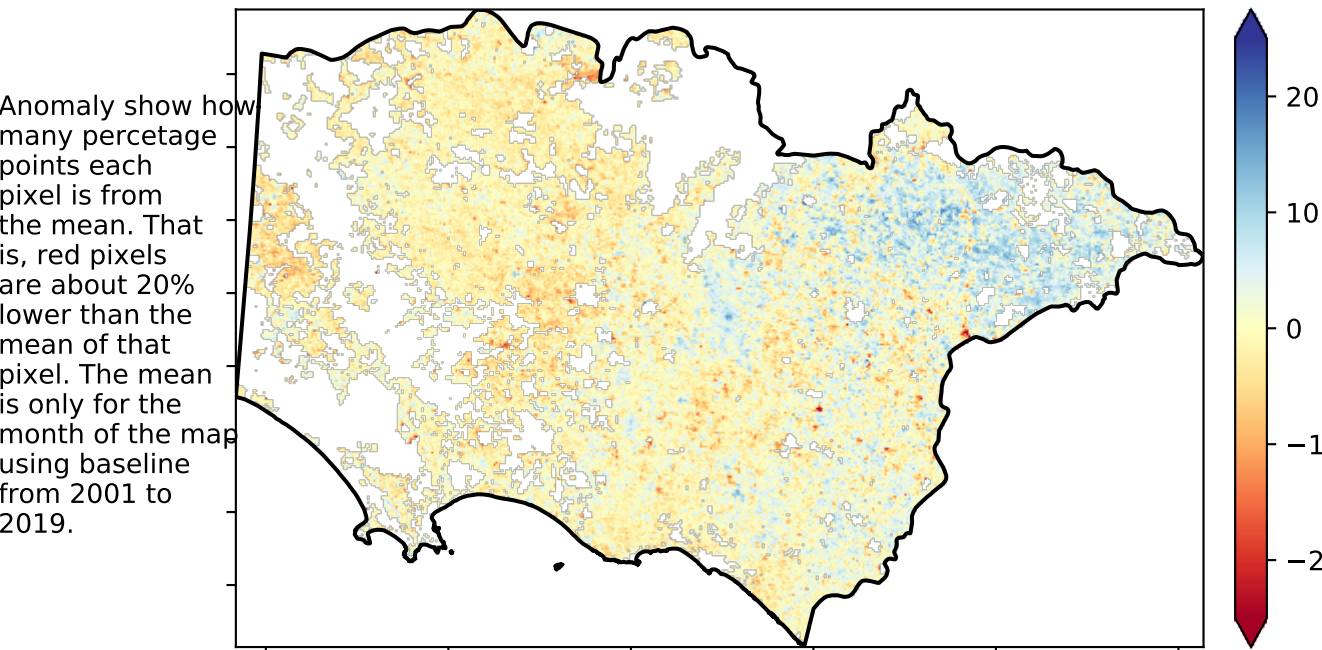 Anomaly show how
many percetage
points each
pixel is from
the mean. That
is, red pixels
are about 20%
lower than the
mean of that
pixel. The mean
is only for the
month of the map
using baseline
from 2001 to
2019.
20
10
0
−1
−2